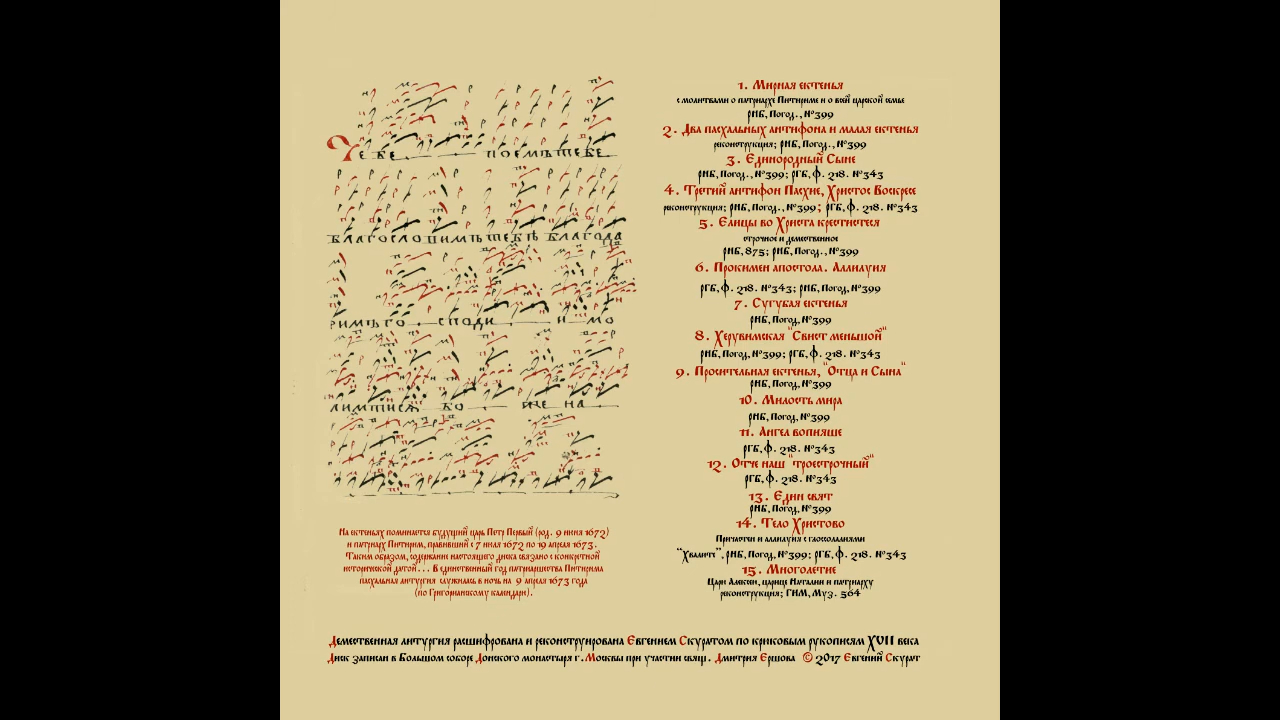 Тебе поемъ тебе
благословимъ тебѣ благода
римъ го споди и мо
лимтися бо же на
На ектеньях поминается будущий царь Петр Первый (род. 9 июня 1672)
и патриарх Питирим, правивший с 7 июля 1672 по 19 апреля 1673.
Таким образом, содержание настоящего диска связано с конкретной
исторической датой... В единственный год патриаршества Питирима
пасхальная литургия служилась в ночь на 9 апреля 1673 года
(по Григорианскому календарю).
1. Мирная ектенья
с молитвами о патриархе Питириме и о всей царской семье
РНБ, Погод., №399
2. Два пасхальных антифона и малая ектенья
реконструкция; РНБ, Погод., №399
3. Единородный Сыне
РНБ, Погод., №399; РГБ, ф. 218. №343
4. Третий антифон Пасхие, Христос Воскресе
реконструкция; РНБ, Погод., №399; РГБ, ф. 218. №343
5. Елицы во Христа крестистеся
строчное и демественное
РНБ, 875; РНБ, Погод., №399
6. Прокимен апостола. Аллилуия
РГБ, ф. 218. №343; РНБ, Погод, №399
7. Сугубая ектенья
РНБ, Погод, №399
8. Херувимская "Свист меньшой"
РНБ, Погод, №399; РГБ, ф. 218. №343
9. Просительная ектенья, "Отца и Сына"
РНБ, Погод, №399
10. Милость мира
РНБ, Погод, №399
11. Ангел вопияше
РГБ, ф. 218. №343
12. Отче наш "троестрочный"
РГБ, ф. 218. №343
13. Един свят
РНБ, Погод, №399
14. Тело Христово
Причастен и аллилуия с глоссолалиями
"Хвалите", РНБ, Погод, №399; РГБ, ф. 218. №343
15. Многолетие
Царю Алексею, царице Наталии и патриарху
реконструкция; ГИМ, Муз. 564
Демественная литургия расшифрована и реконструирована Евгением Скуратом по крюковым рукописям XVII века
Диск записан в Большом соборе Донского монастыря г. Москвы при участии свящ. Дмитрия Ершова © 2017 Евгений Скурат